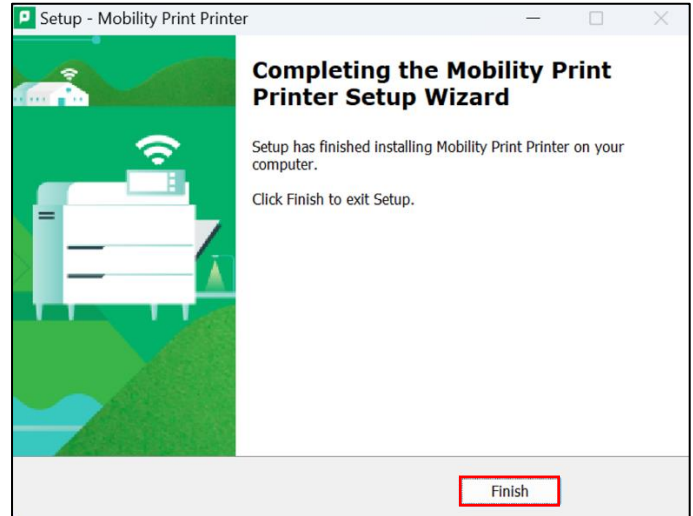 Setup - Mobility Print Printer
Completing the Mobility Print
Printer Setup Wizard
Setup has finished installing Mobility Print Printer on your
computer.
Click Finish to exit Setup.
Finish